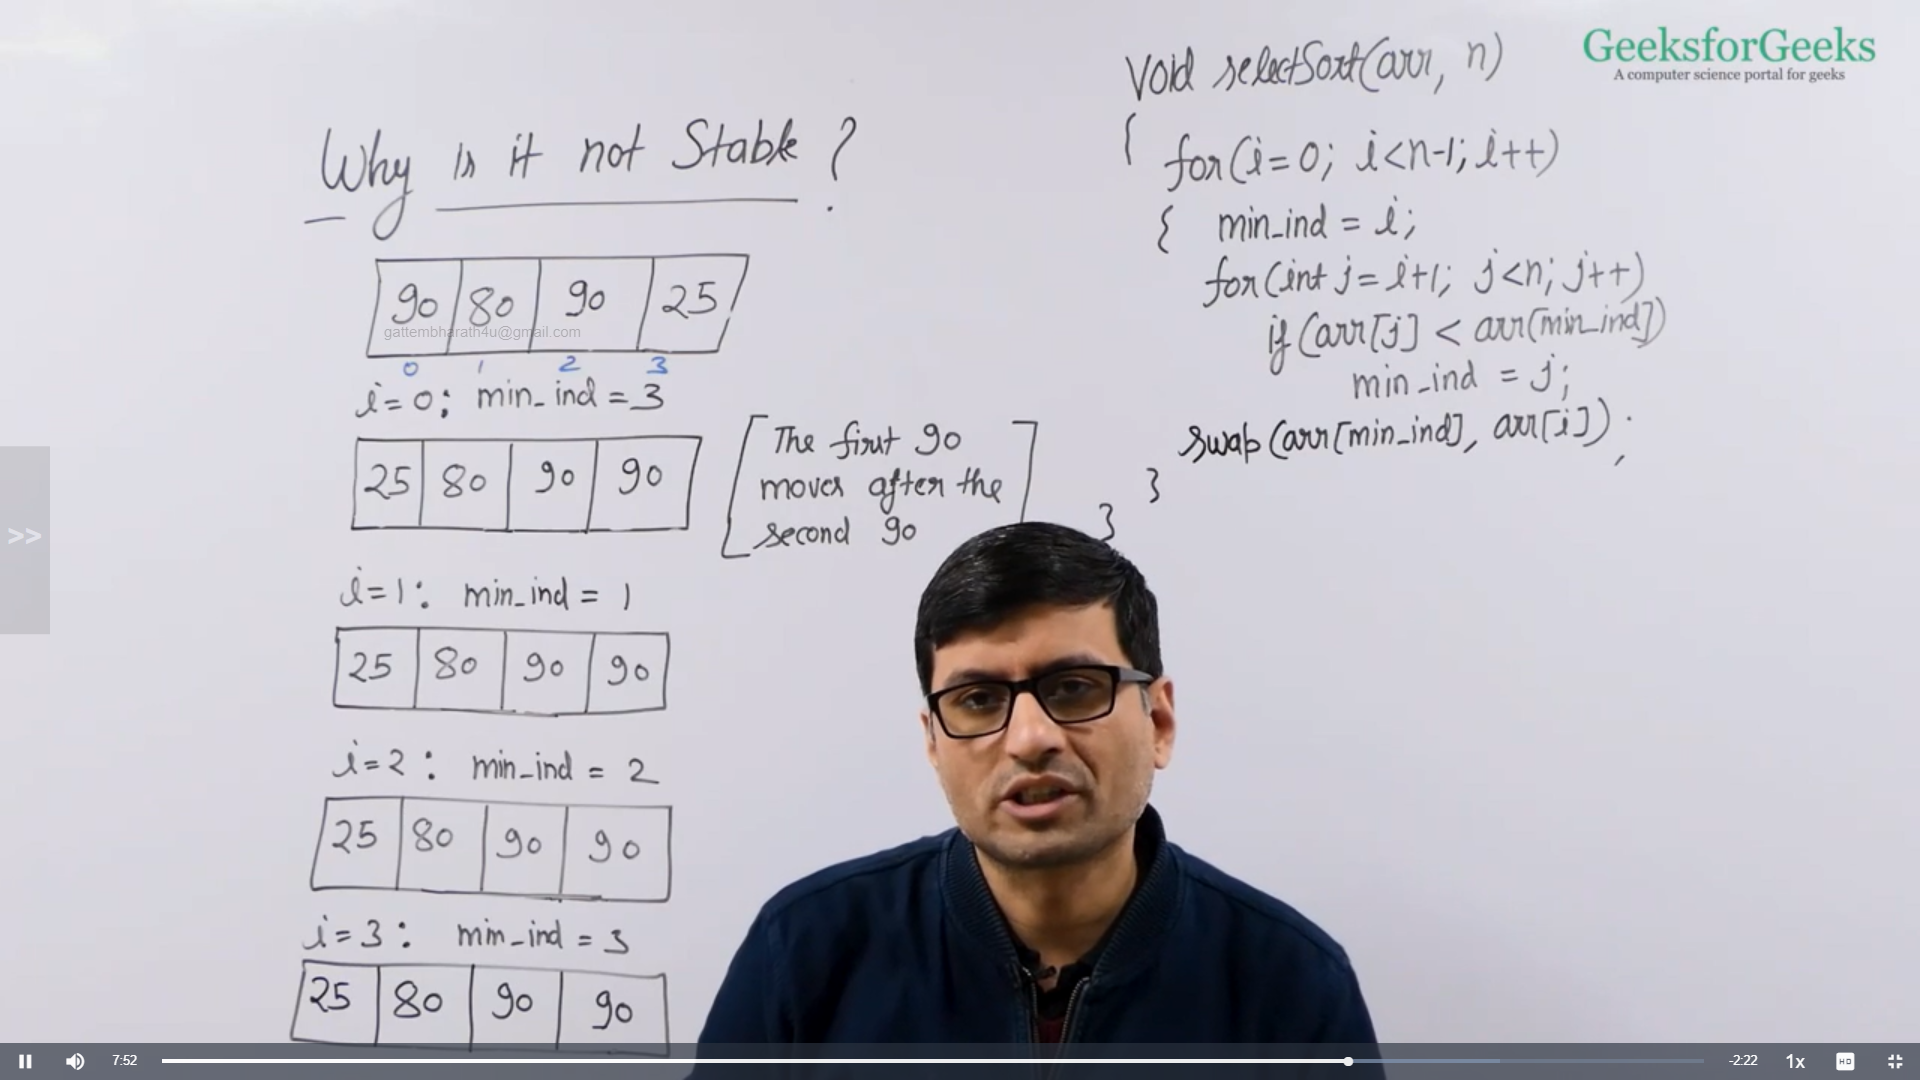 GeeksforGeeks
A computer science portal for geeks
Why is it not Stable ?
90 80 90 25
gattembharath4u@gmail.com
0 1 2 3
i=0: min_ind = 3
25 80 90 90
[The first 90
moves after the
second 90]
i=1: min_ind = 1
25 80 90 90
i=2: min_ind = 2
25 80 90 90
i=3: min_ind = 3
25 80 90 90
void selectSort(arr, n)
{
for(i=0; i<n-1; i++)
{ min_ind = i;
for(int j=i+1; j<n; j++)
if(arr[j] < arr[min_ind])
min_ind = j;
swap(arr[min_ind], arr[i]);
}
}
>>
7:52
-2:22
1x
HD